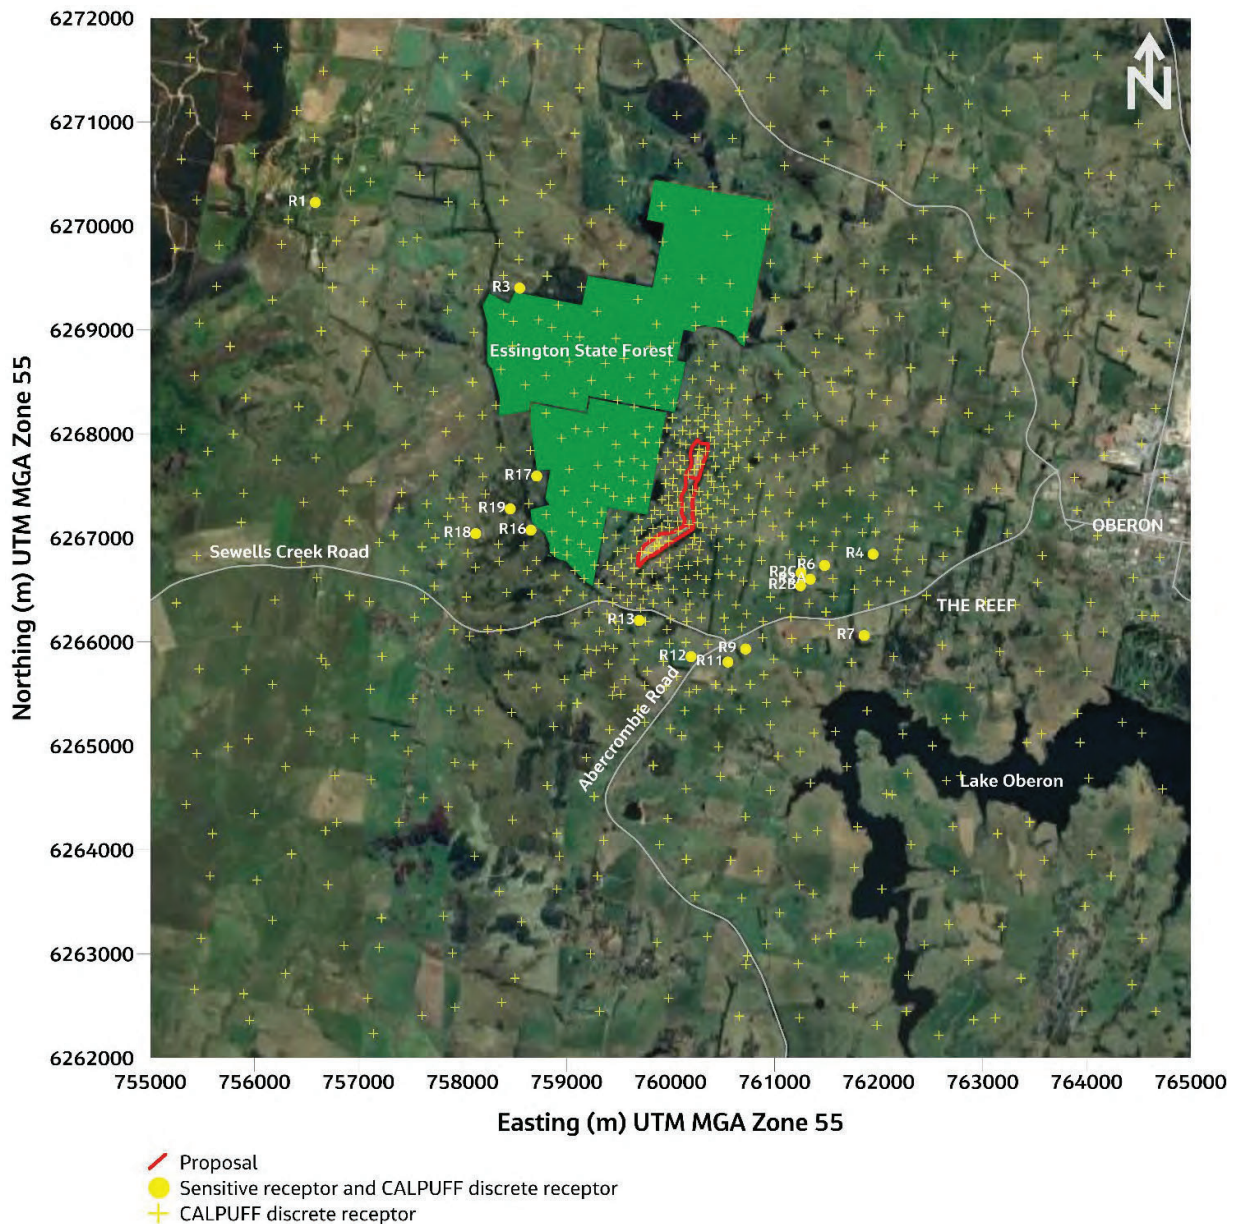 6272000
N
6271000
R1
6270000
R3
6269000
Essington State Forest
6268000
R17
R19
R18
R16
6267000
OBERON
Sewells Creek Road
R4
R6
R2C
R2A
R2B
THE REEF
R13
R7
6266000
R9
R12
R11
Abercrombie Road
6265000
Lake Oberon
6264000
6263000
6262000
Northing (m) UTM MGA Zone 55
755000 756000 757000 758000 759000 760000 761000 762000 763000 764000 765000
Easting (m) UTM MGA Zone 55
Proposal
Sensitive receptor and CALPUFF discrete receptor
CALPUFF discrete receptor